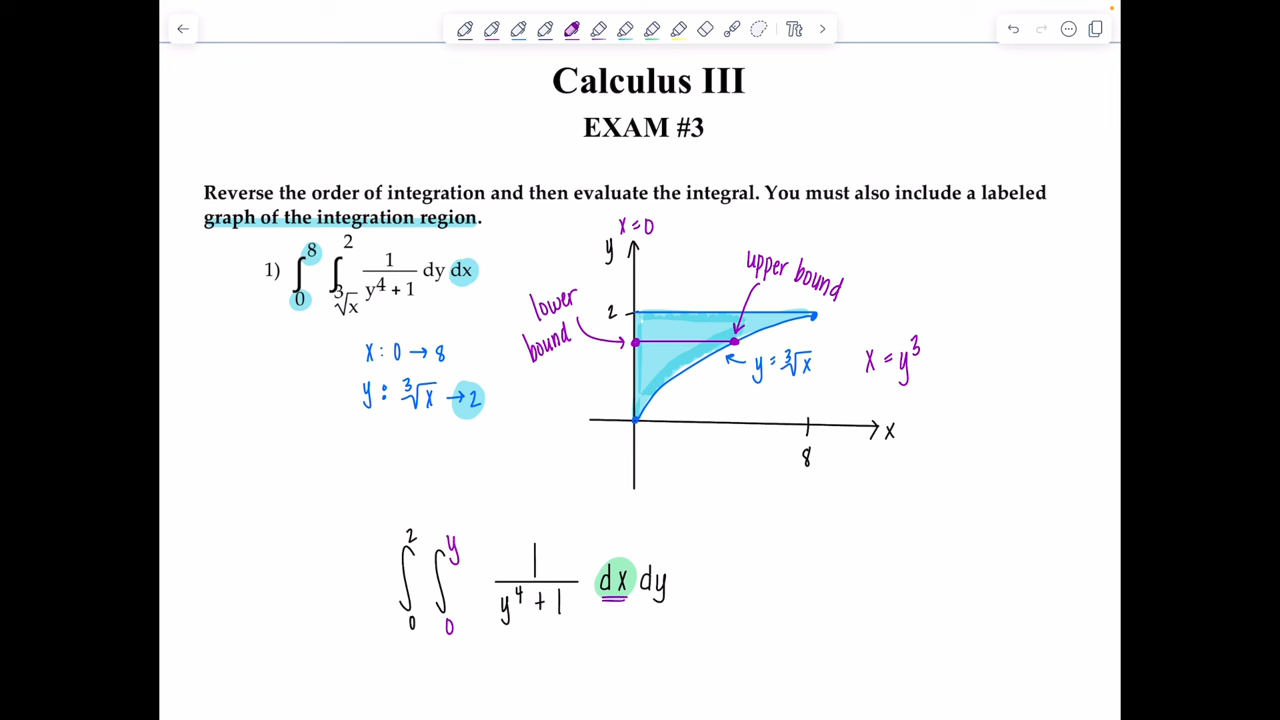 Tt
Calculus III
EXAM #3
Reverse the order of integration and then evaluate the integral. You must also include a labeled
graph of the integration region.
1) ∫₀⁸ ∫_∛x² 1/(y⁴ + 1) dy dx
x: 0 → 8
y: ∛x → 2
x = 0
y
2
lower
bound
upper bound
y = ∛x
x = y³
x
8
∫₀² ∫₀ʸ 1/(y⁴ + 1) dx dy